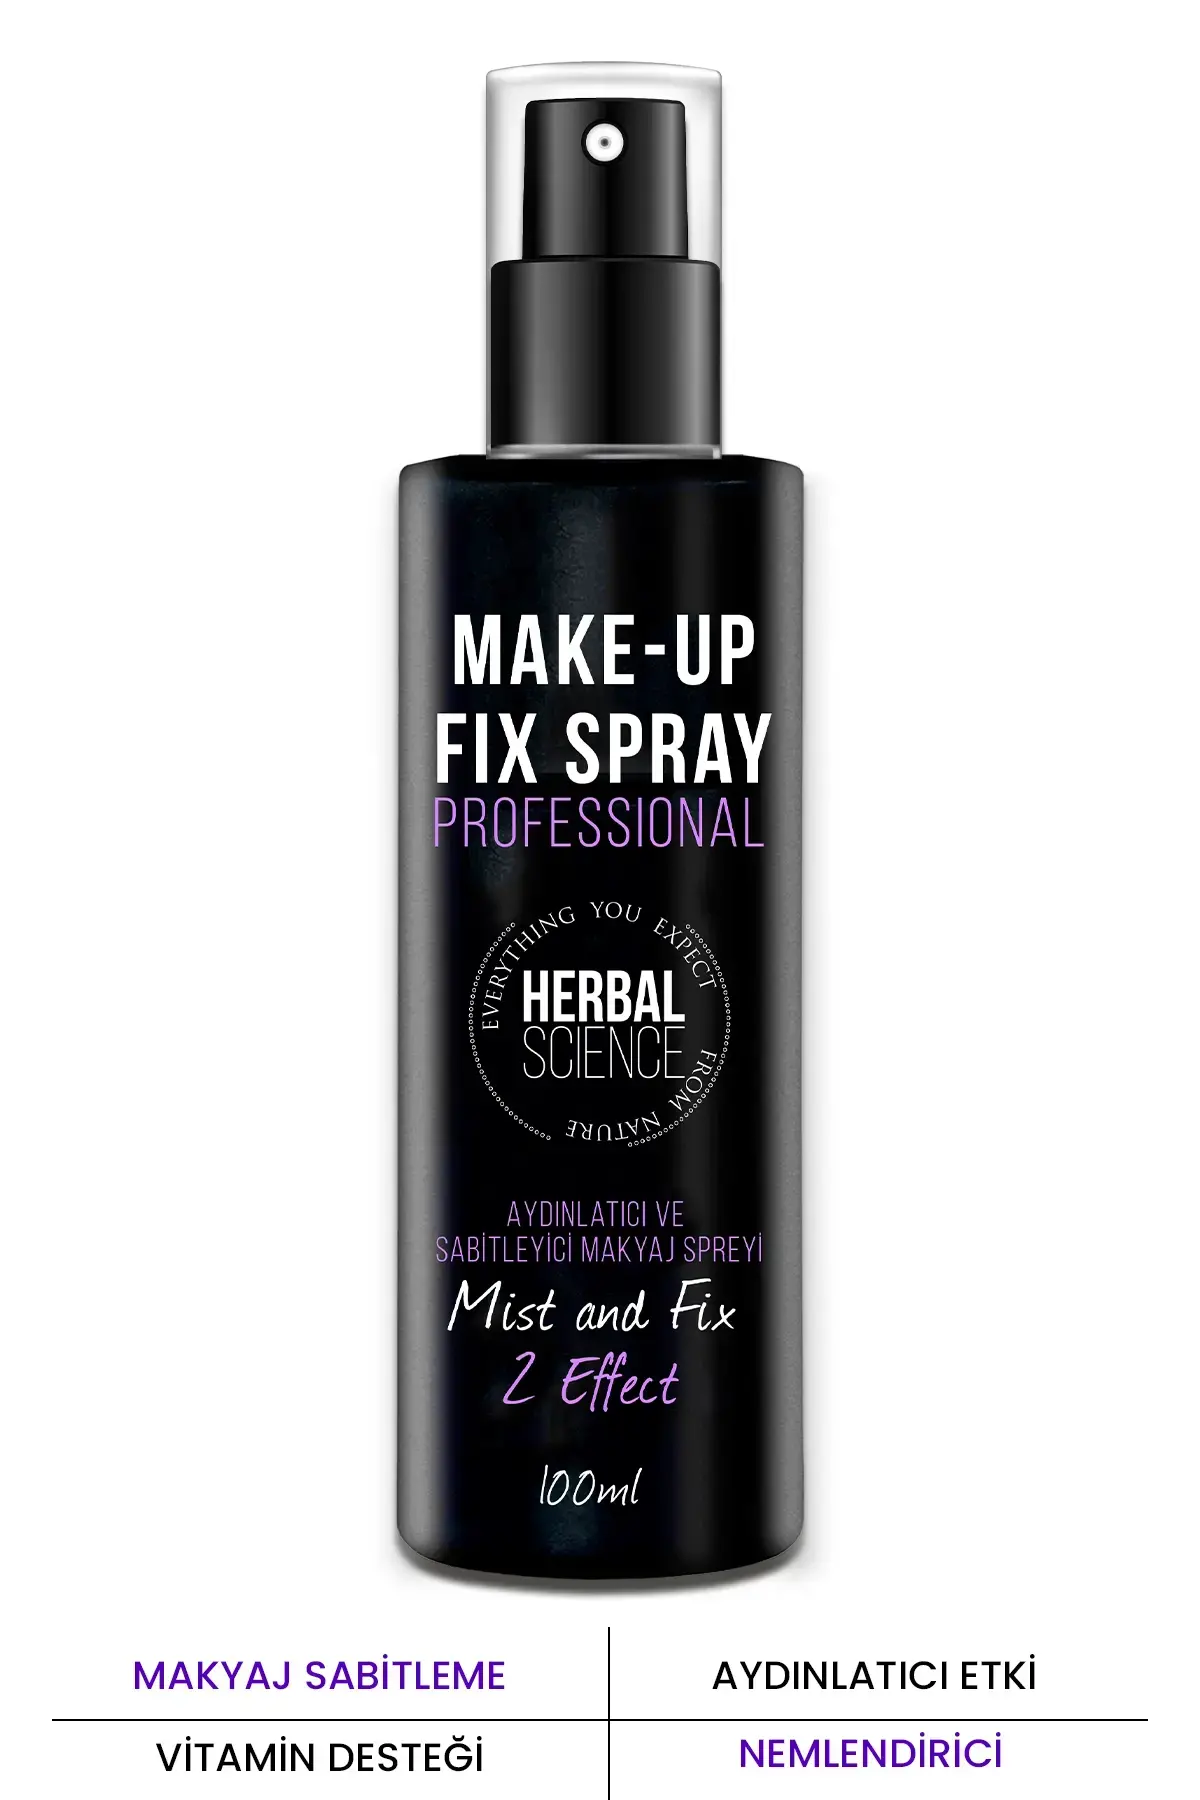 MAKE-UP
FIX SPRAY
PROFESSIONAL
EVERYTHING YOU EXPECT FROM NATURE
HERBAL
SCIENCE
AYDINLATICI VE
SABİTLEYİCİ MAKYAJ SPREYİ
Mist and Fix
2 Effect
100ml
MAKYAJ SABİTLEME
AYDINLATICI ETKİ
VİTAMİN DESTEĞİ
NEMLENDİRİCİ